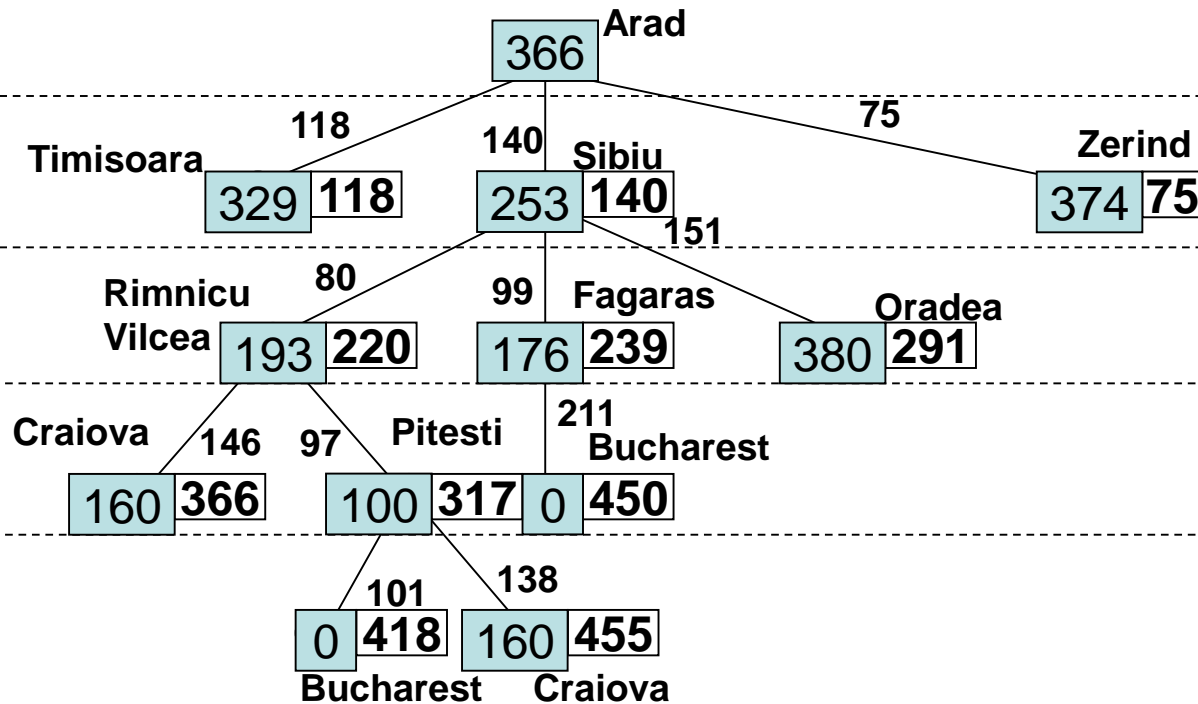 Arad
366
118
140
75
Timisoara
Sibiu
Zerind
329 118
253 140
374 75
151
80
99
Rimnicu
Vilcea
Fagaras
Oradea
193 220
176 239
380 291
Craiova
146
97
Pitesti
211
Bucharest
160 366
100 317
0 450
101
138
0 418
160 455
Bucharest
Craiova